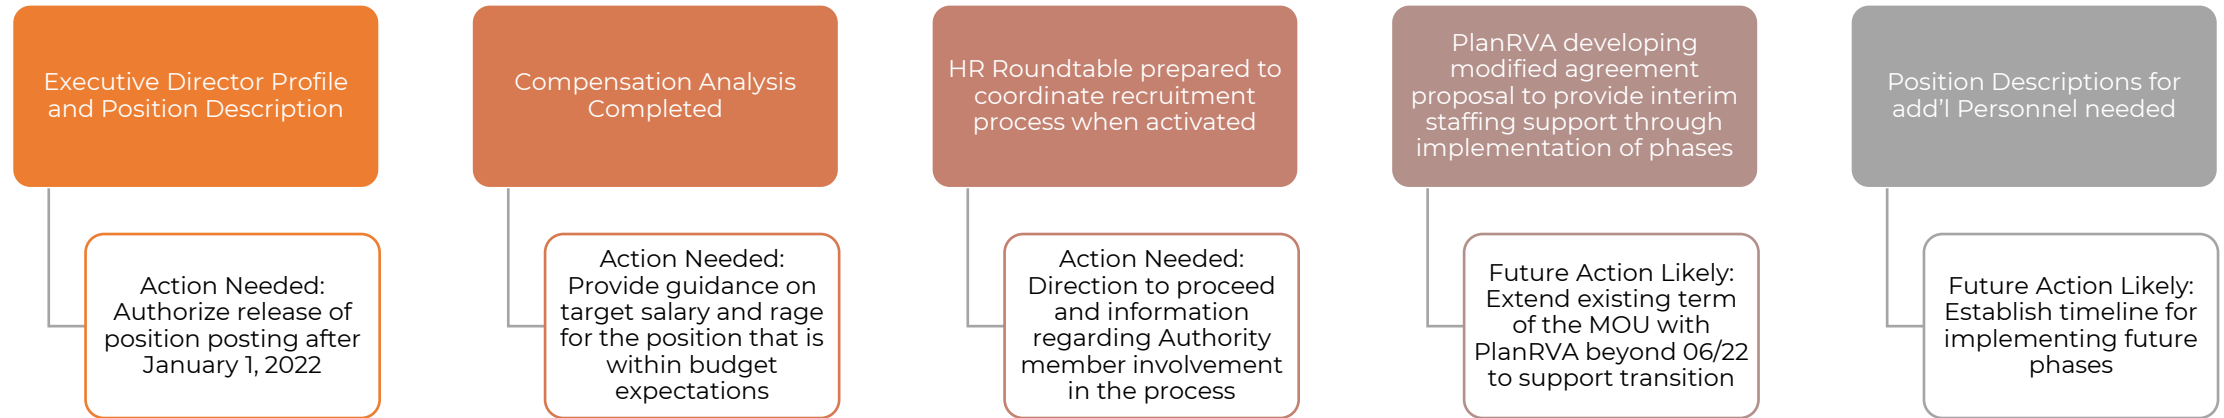 Executive Director Profile
and Position Description
Action Needed:
Authorize release of
position posting after
January 1, 2022
Compensation Analysis
Completed
Action Needed:
Provide guidance on
target salary and rage
for the position that is
within budget
expectations
HR Roundtable prepared to
coordinate recruitment
process when activated
Action Needed:
Direction to proceed
and information
regarding Authority
member involvement
in the process
PlanRVA developing
modified agreement
proposal to provide interim
staffing support through
implementation of phases
Future Action Likely:
Extend existing term
of the MOU with
PlanRVA beyond 06/22
to support transition
Position Descriptions for
add’l Personnel needed
Future Action Likely:
Establish timeline for
implementing future
phases